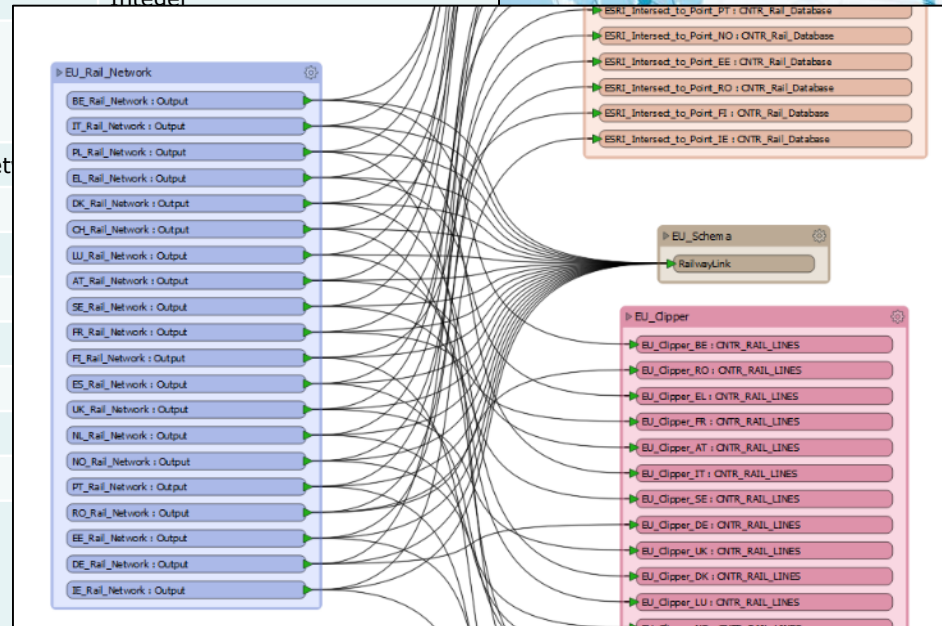 Integer
et
EU_Rail_Network
BE_Rail_Network : Output
IT_Rail_Network : Output
PL_Rail_Network : Output
EL_Rail_Network : Output
DK_Rail_Network : Output
CH_Rail_Network : Output
LU_Rail_Network : Output
AT_Rail_Network : Output
SE_Rail_Network : Output
FR_Rail_Network : Output
FI_Rail_Network : Output
ES_Rail_Network : Output
UK_Rail_Network : Output
NL_Rail_Network : Output
NO_Rail_Network : Output
PT_Rail_Network : Output
RO_Rail_Network : Output
EE_Rail_Network : Output
DE_Rail_Network : Output
IE_Rail_Network : Output
ESRI_Intersect_to_Point_PT : CNTR_Rail_Database
ESRI_Intersect_to_Point_NO : CNTR_Rail_Database
ESRI_Intersect_to_Point_EE : CNTR_Rail_Database
ESRI_Intersect_to_Point_RO : CNTR_Rail_Database
ESRI_Intersect_to_Point_FI : CNTR_Rail_Database
ESRI_Intersect_to_Point_IE : CNTR_Rail_Database
EU_Schema
RailwayLink
EU_Clipper
EU_Clipper_BE : CNTR_RAIL_LINES
EU_Clipper_RO : CNTR_RAIL_LINES
EU_Clipper_EL : CNTR_RAIL_LINES
EU_Clipper_FR : CNTR_RAIL_LINES
EU_Clipper_AT : CNTR_RAIL_LINES
EU_Clipper_IT : CNTR_RAIL_LINES
EU_Clipper_SE : CNTR_RAIL_LINES
EU_Clipper_DE : CNTR_RAIL_LINES
EU_Clipper_UK : CNTR_RAIL_LINES
EU_Clipper_DK : CNTR_RAIL_LINES
EU_Clipper_LU : CNTR_RAIL_LINES